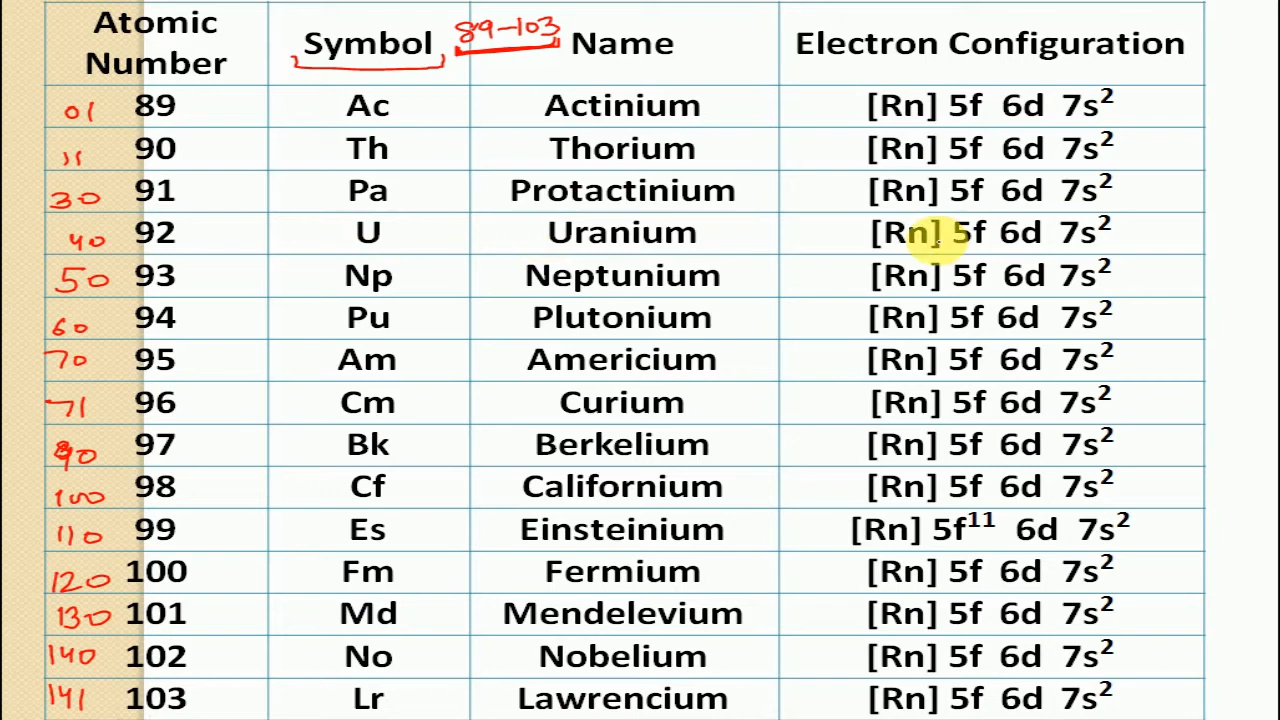 Atomic Number Symbol 89-103 Name Electron Configuration
01 89 Ac Actinium [Rn] 5f 6d 7s²
11 90 Th Thorium [Rn] 5f 6d 7s²
30 91 Pa Protactinium [Rn] 5f 6d 7s²
40 92 U Uranium [Rn] 5f 6d 7s²
50 93 Np Neptunium [Rn] 5f 6d 7s²
60 94 Pu Plutonium [Rn] 5f 6d 7s²
70 95 Am Americium [Rn] 5f 6d 7s²
71 96 Cm Curium [Rn] 5f 6d 7s²
90 97 Bk Berkelium [Rn] 5f 6d 7s²
100 98 Cf Californium [Rn] 5f 6d 7s²
110 99 Es Einsteinium [Rn] 5f¹¹ 6d 7s²
120 100 Fm Fermium [Rn] 5f 6d 7s²
130 101 Md Mendelevium [Rn] 5f 6d 7s²
140 102 No Nobelium [Rn] 5f 6d 7s²
141 103 Lr Lawrencium [Rn] 5f 6d 7s²